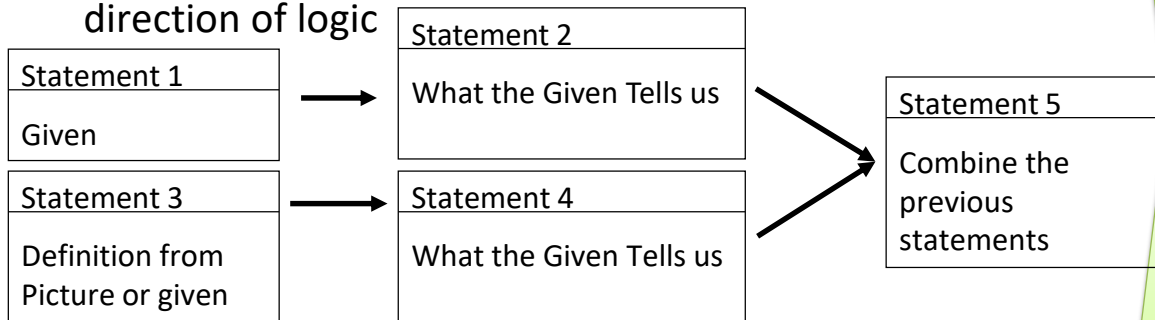 direction of logic
Statement 1
Given
Statement 2
What the Given Tells us
Statement 3
Definition from
Picture or given
Statement 4
What the Given Tells us
Statement 5
Combine the
previous
statements